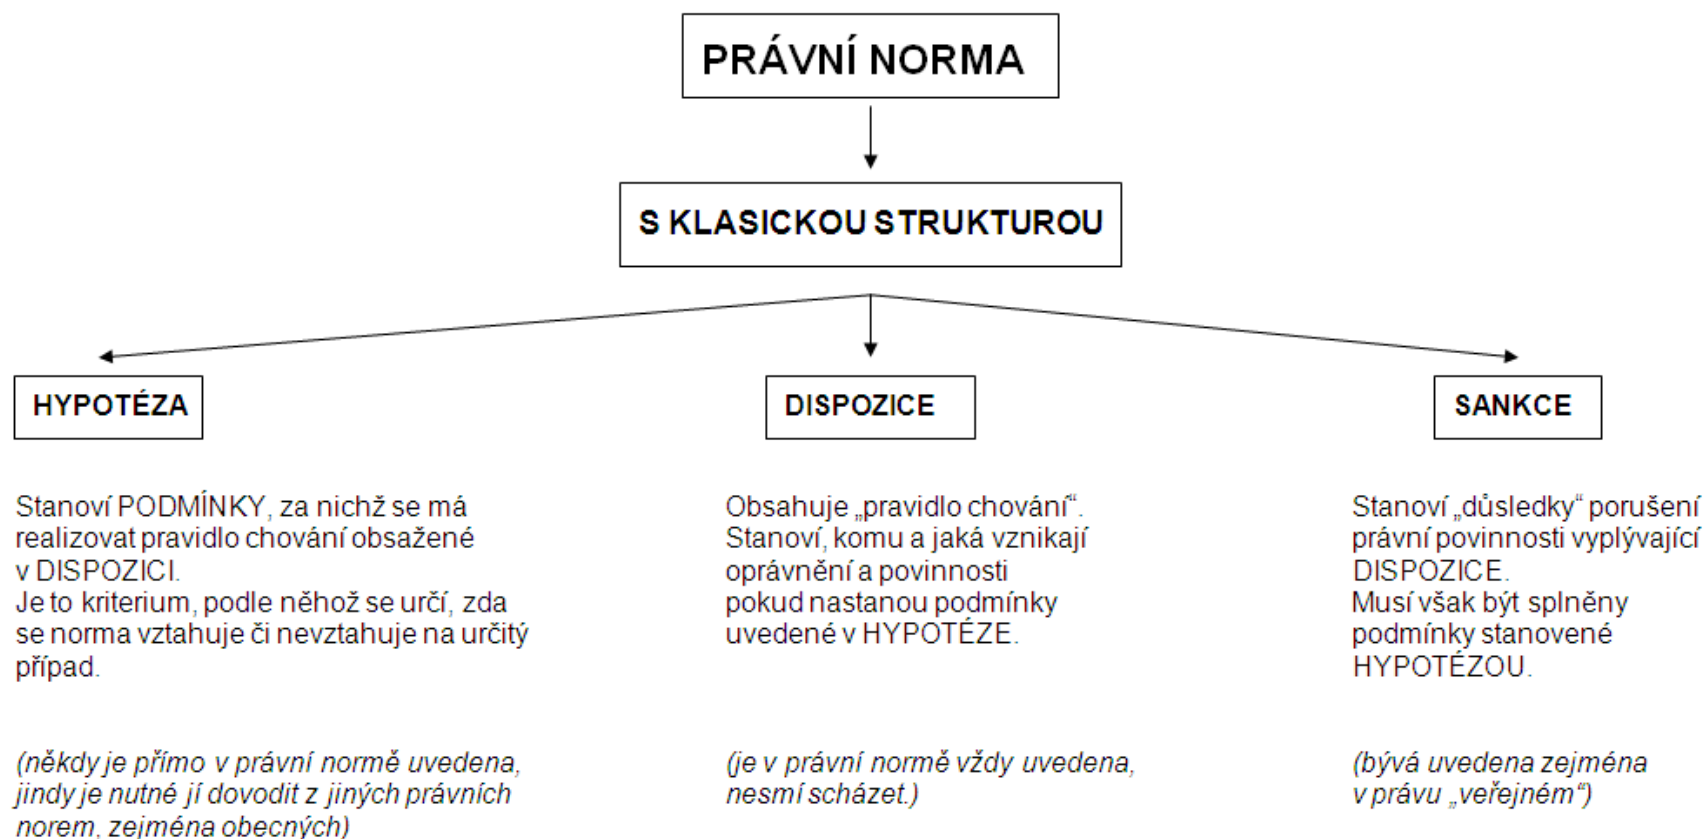 PRÁVNÍ NORMA
S KLASICKOU STRUKTUROU
HYPOTÉZA
DISPOZICE
SANKCE
Stanoví PODMÍNKY, za nichž se má
realizovat pravidlo chování obsažené
v DISPOZICI.
Je to kriterium, podle něhož se určí, zda
se norma vztahuje či nevztahuje na určitý
případ.
(někdy je přímo v právní normě uvedena,
jindy je nutné jí dovodit z jiných právních
norem, zejména obecných)
Obsahuje „pravidlo chování“.
Stanoví, komu a jaká vznikají
oprávnění a povinnosti
pokud nastanou podmínky
uvedené v HYPOTÉZE.
(je v právní normě vždy uvedena,
nesmí scházet.)
Stanoví „důsledky“ porušení
právní povinnosti vyplývající
DISPOZICE.
Musí však být splněny
podmínky stanovené
HYPOTÉZOU.
(bývá uvedena zejména
v právu „veřejném“)